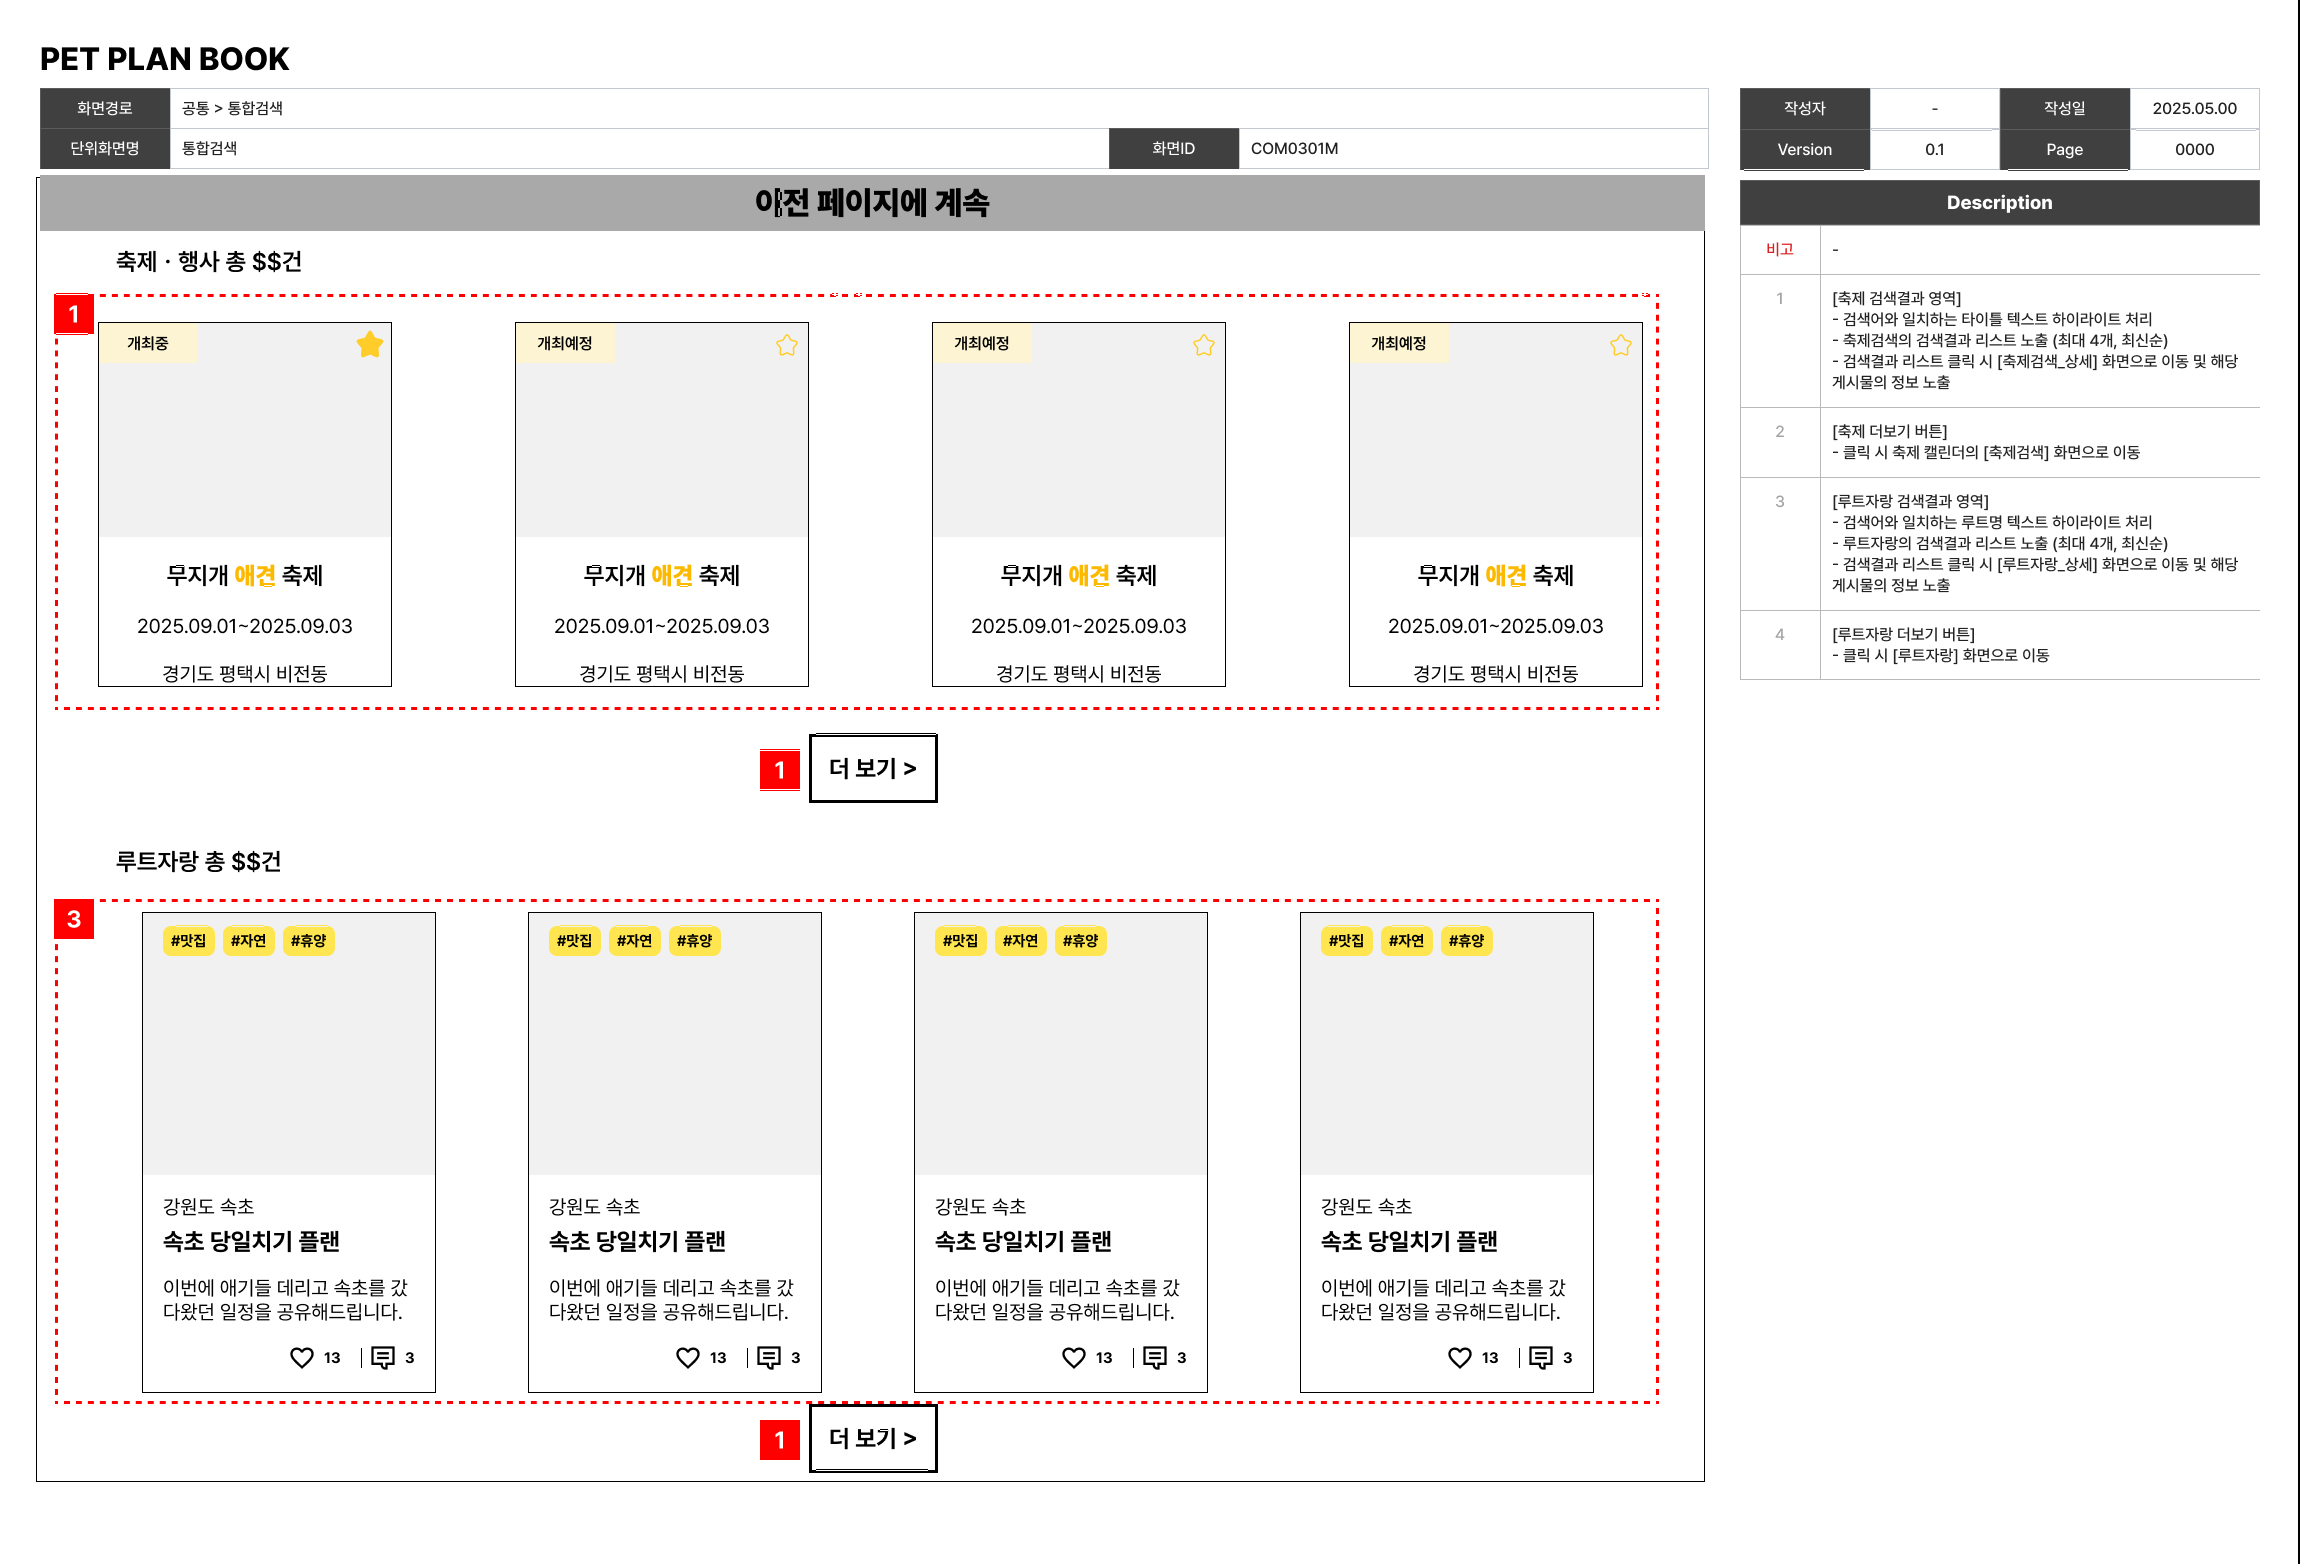 PET PLAN BOOK
화면경로
공통 > 통합검색
단위화면명
통합검색
화면ID
COM0301M
작성자
-
작성일
2025.05.00
Version
0.1
Page
0000
이전 페이지에 계속
축제 · 행사 총 $$건
1
개최중
개최예정
개최예정
개최예정
무지개 애견 축제
무지개 애견 축제
무지개 애견 축제
무지개 애견 축제
2025.09.01~2025.09.03
2025.09.01~2025.09.03
2025.09.01~2025.09.03
2025.09.01~2025.09.03
경기도 평택시 비전동
경기도 평택시 비전동
경기도 평택시 비전동
경기도 평택시 비전동
1
더 보기 >
루트자랑 총 $$건
3
#맛집 #자연 #휴양
#맛집 #자연 #휴양
#맛집 #자연 #휴양
#맛집 #자연 #휴양
강원도 속초
속초 당일치기 플랜
이번에 애기들 데리고 속초를 갔
다왔던 일정을 공유해드립니다.
13
3
강원도 속초
속초 당일치기 플랜
이번에 애기들 데리고 속초를 갔
다왔던 일정을 공유해드립니다.
13
3
강원도 속초
속초 당일치기 플랜
이번에 애기들 데리고 속초를 갔
다왔던 일정을 공유해드립니다.
13
3
강원도 속초
속초 당일치기 플랜
이번에 애기들 데리고 속초를 갔
다왔던 일정을 공유해드립니다.
13
3
1
더 보기 >
Description
비고
-
1
[축제 검색결과 영역]
- 검색어와 일치하는 타이틀 텍스트 하이라이트 처리
- 축제검색의 검색결과 리스트 노출 (최대 4개, 최신순)
- 검색결과 리스트 클릭 시 [축제검색_상세] 화면으로 이동 및 해당
게시물의 정보 노출
2
[축제 더보기 버튼]
- 클릭 시 축제 캘린더의 [축제검색] 화면으로 이동
3
[루트자랑 검색결과 영역]
- 검색어와 일치하는 루트명 텍스트 하이라이트 처리
- 루트자랑의 검색결과 리스트 노출 (최대 4개, 최신순)
- 검색결과 리스트 클릭 시 [루트자랑_상세] 화면으로 이동 및 해당
게시물의 정보 노출
4
[루트자랑 더보기 버튼]
- 클릭 시 [루트자랑] 화면으로 이동